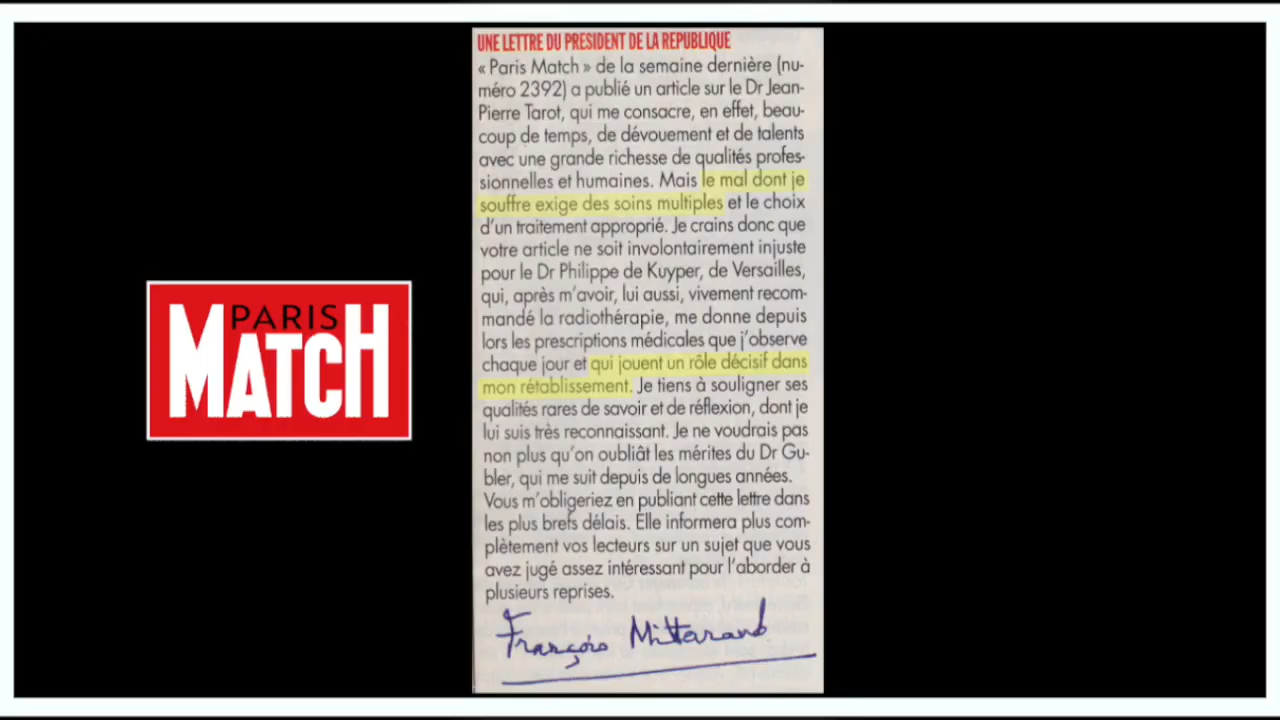 PARIS
MATCH
UNE LETTRE DU PRESIDENT DE LA REPUBLIQUE
« Paris Match » de la semaine dernière (nu-
méro 2392) a publié un article sur le Dr Jean-
Pierre Tarot, qui me consacre, en effet, beau-
coup de temps, de dévouement et de talents
avec une grande richesse de qualités profes-
sionnelles et humaines. Mais le mal dont je
souffre exige des soins multiples et le choix
d'un traitement approprié. Je crains donc que
votre article ne soit involontairement injuste
pour le Dr Philippe de Kuyper, de Versailles,
qui, après m'avoir, lui aussi, vivement recom-
mandé la radiothérapie, me donne depuis
lors les prescriptions médicales que j'observe
chaque jour et qui jouent un rôle décisif dans
mon rétablissement. Je tiens à souligner ses
qualités rares de savoir et de réflexion, dont je
lui suis très reconnaissant. Je ne voudrais pas
non plus qu'on oubliât les mérites du Dr Gu-
bler, qui me suit depuis de longues années.
Vous m'obligeriez en publiant cette lettre dans
les plus brefs délais. Elle informera plus com-
plètement vos lecteurs sur un sujet que vous
avez jugé assez intéressant pour l'aborder à
plusieurs reprises.
François Mitterand